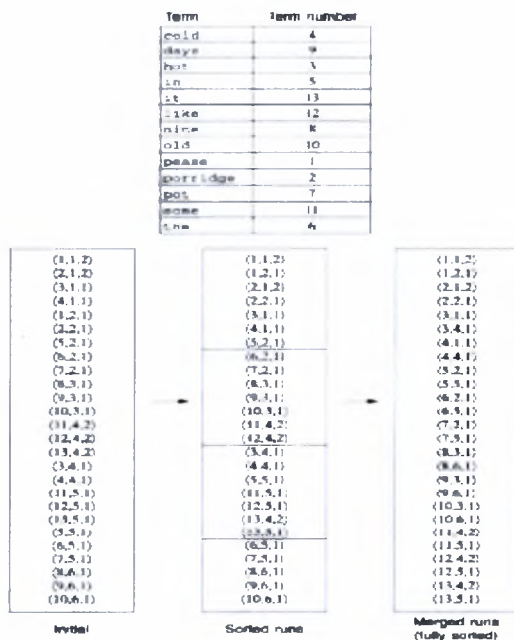 Term Term number
cold 4
days 9
hot 3
in 5
it 13
like 12
nine 8
old 10
pease 1
porridge 2
pot 7
some 11
the 6
(1,1,2) (1,1,2) (1,1,2)
(2,1,2) (1,2,1) (1,2,1)
(3,1,1) (2,1,2) (2,1,2)
(4,1,1) (2,2,1) (2,2,1)
(1,2,1) (3,1,1) (3,1,1)
(2,2,1) (4,1,1) (3,4,1)
(5,2,1) (5,2,1) (4,1,1)
(6,2,1) (6,2,1) (4,4,1)
(7,2,1) (7,2,1) (5,2,1)
(8,3,1) (8,3,1) (5,5,1)
(9,3,1) (9,3,1) (6,2,1)
(10,3,1) (10,3,1) (6,5,1)
(11,4,2) (11,4,2) (7,2,1)
(12,4,2) (12,4,2) (7,5,1)
(13,4,2) (3,4,1) (8,3,1)
(3,4,1) (4,4,1) (8,6,1)
(4,4,1) (5,5,1) (9,3,1)
(11,5,1) (11,5,1) (9,6,1)
(12,5,1) (12,5,1) (10,3,1)
(13,5,1) (13,4,2) (10,6,1)
(5,5,1) (13,5,1) (11,4,2)
(6,5,1) (6,5,1) (11,5,1)
(7,5,1) (7,5,1) (12,4,2)
(8,6,1) (8,6,1) (12,5,1)
(9,6,1) (9,6,1) (13,4,2)
(10,6,1) (10,6,1) (13,5,1)
Initial Sorted runs Merged runs
(fully sorted)